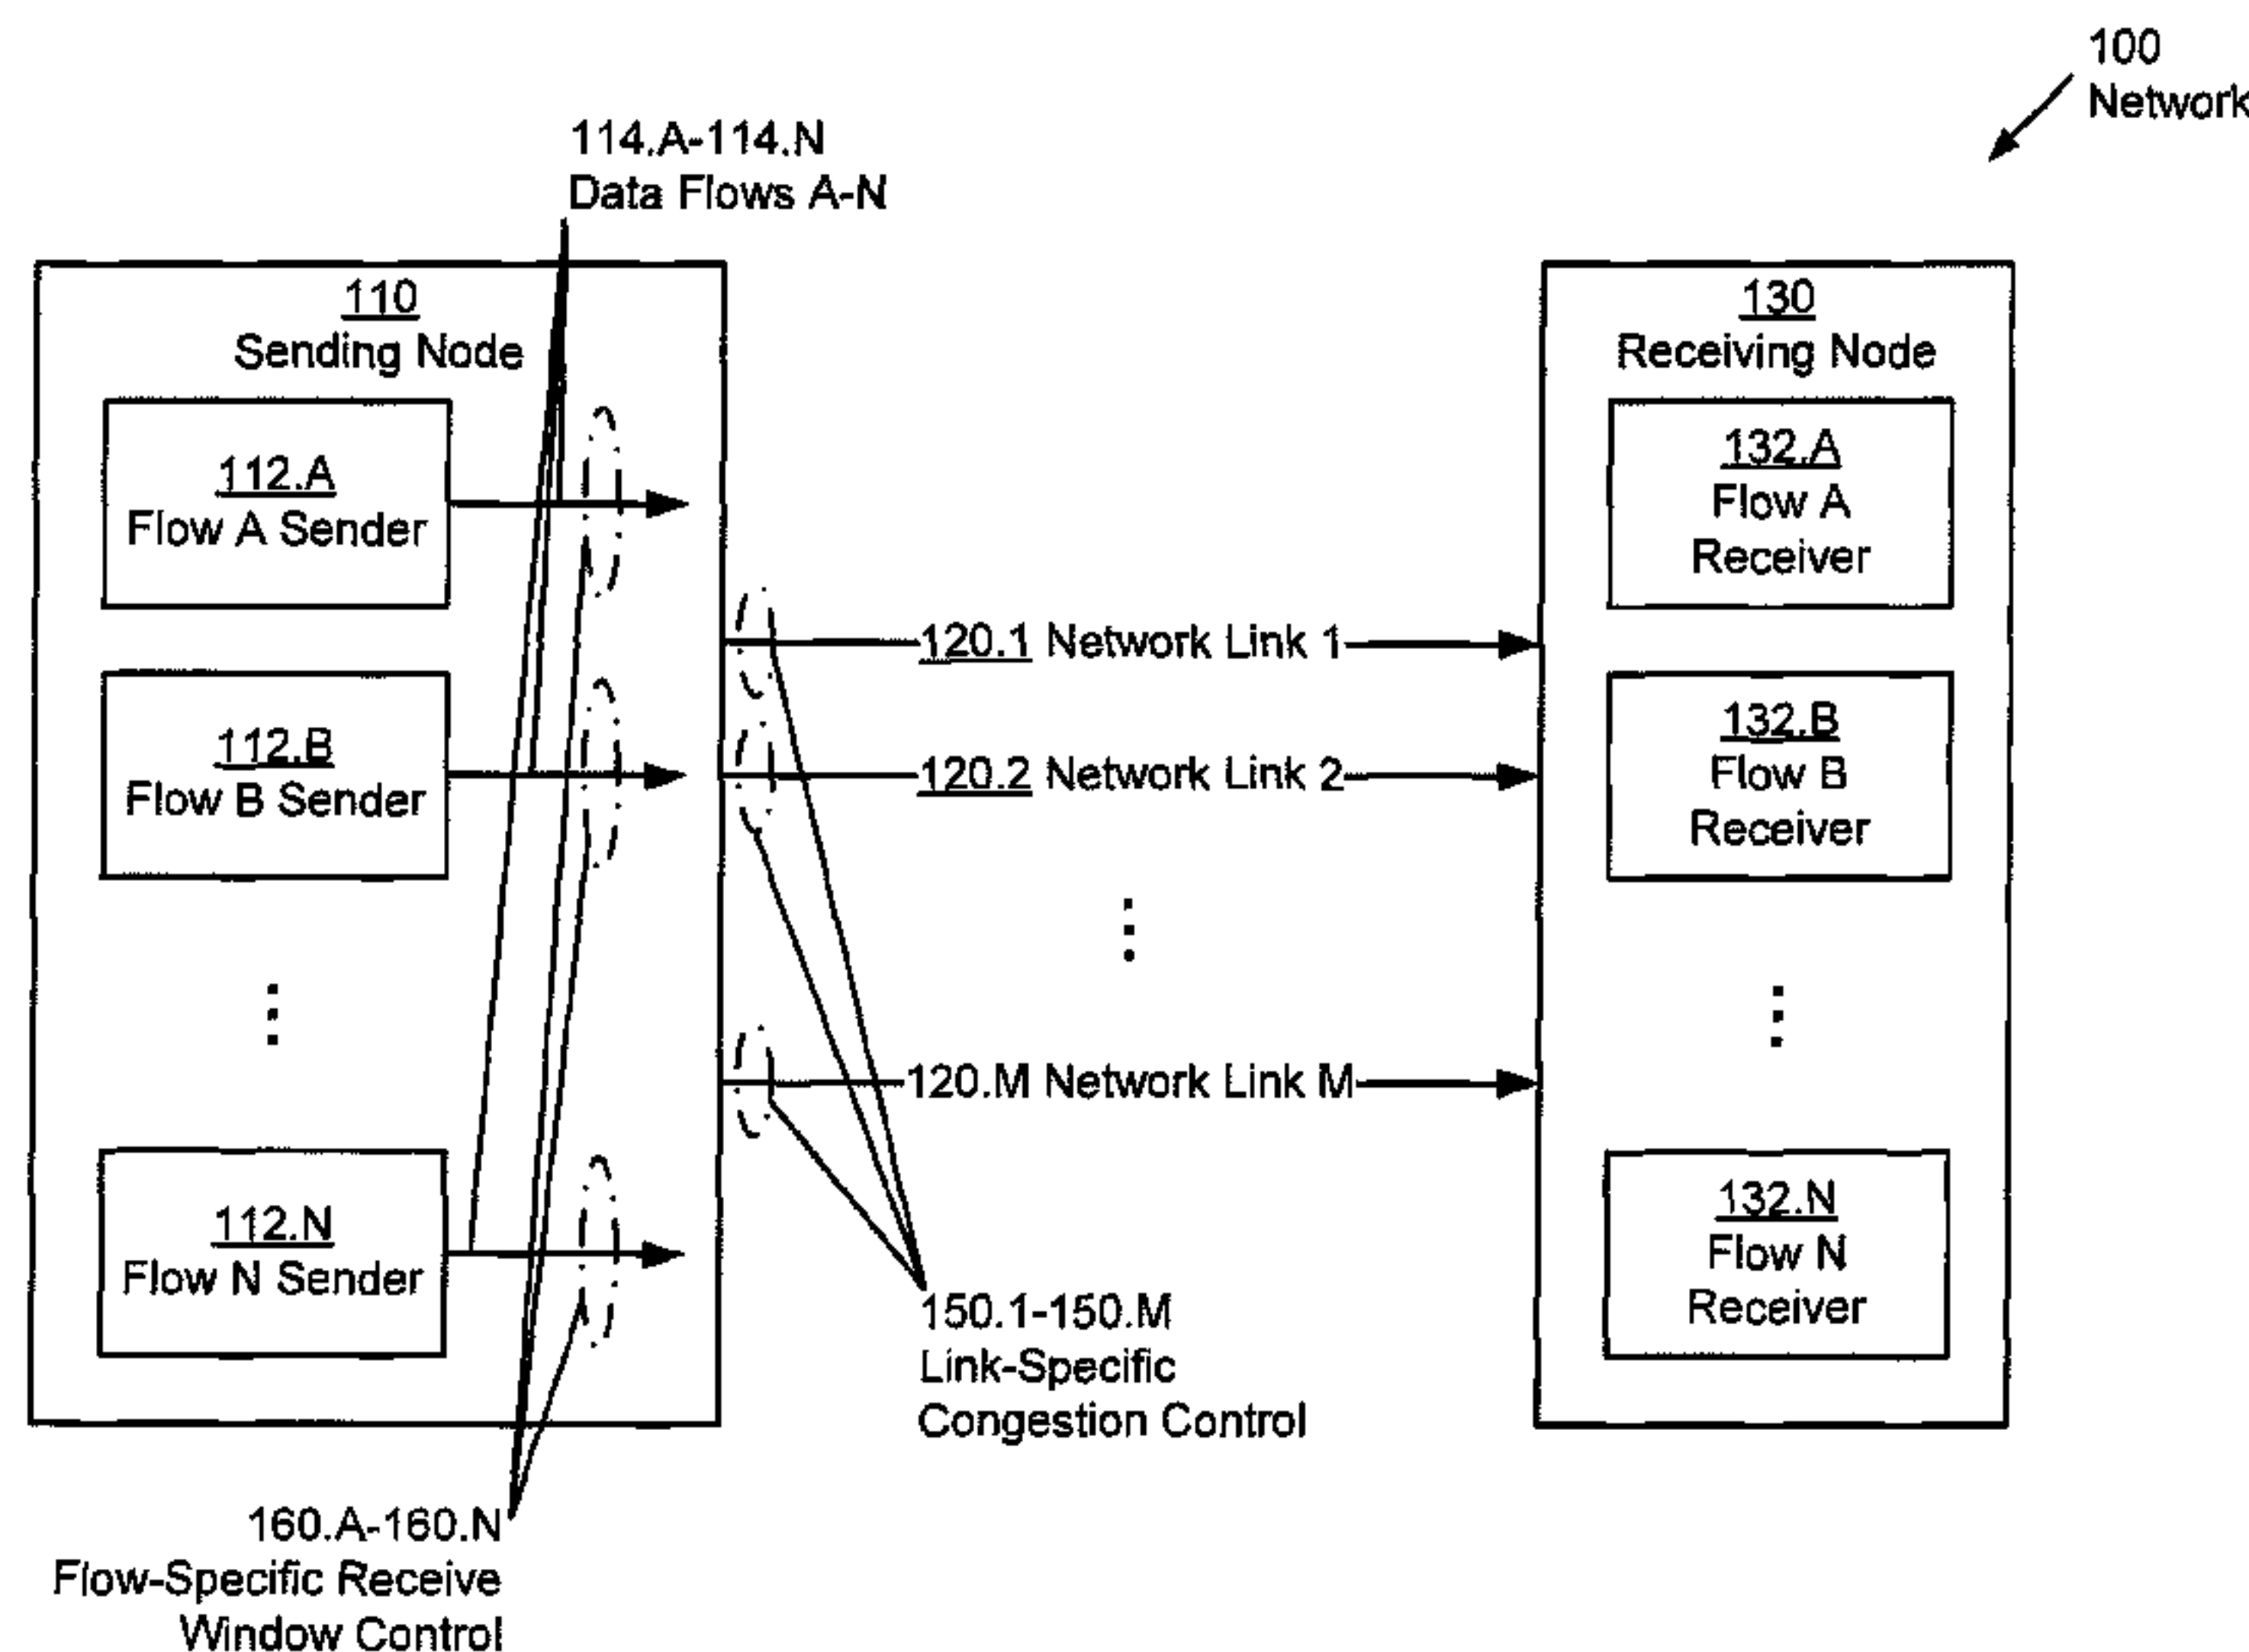 100
Network
114.A-114.N
Data Flows A-N
110
Sending Node
112.A
Flow A Sender
112.B
Flow B Sender
112.N
Flow N Sender
120.1 Network Link 1
120.2 Network Link 2
120.M Network Link M
130
Receiving Node
132.A
Flow A
Receiver
132.B
Flow B
Receiver
132.N
Flow N
Receiver
150.1-150.M
Link-Specific
Congestion Control
160.A-160.N
Flow-Specific Receive
Window Control